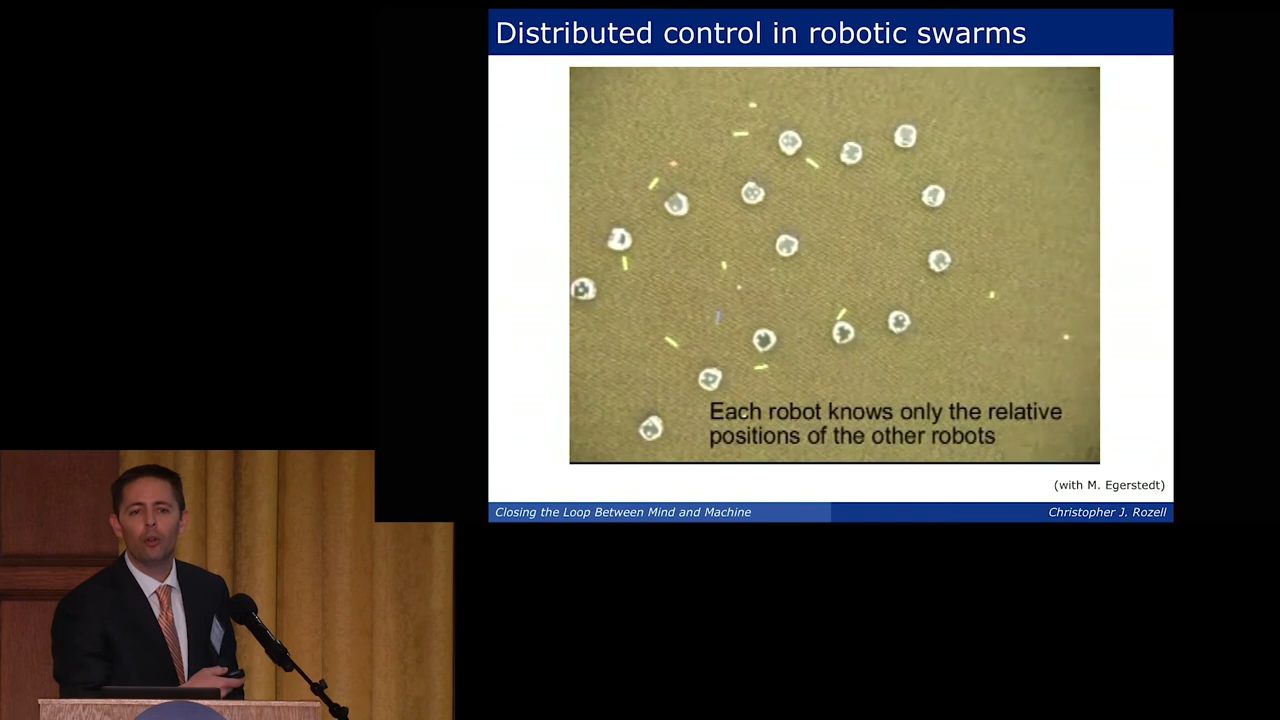 Distributed control in robotic swarms
Each robot knows only the relative
positions of the other robots
(with M. Egerstedt)
Closing the Loop Between Mind and Machine
Christopher J. Rozell